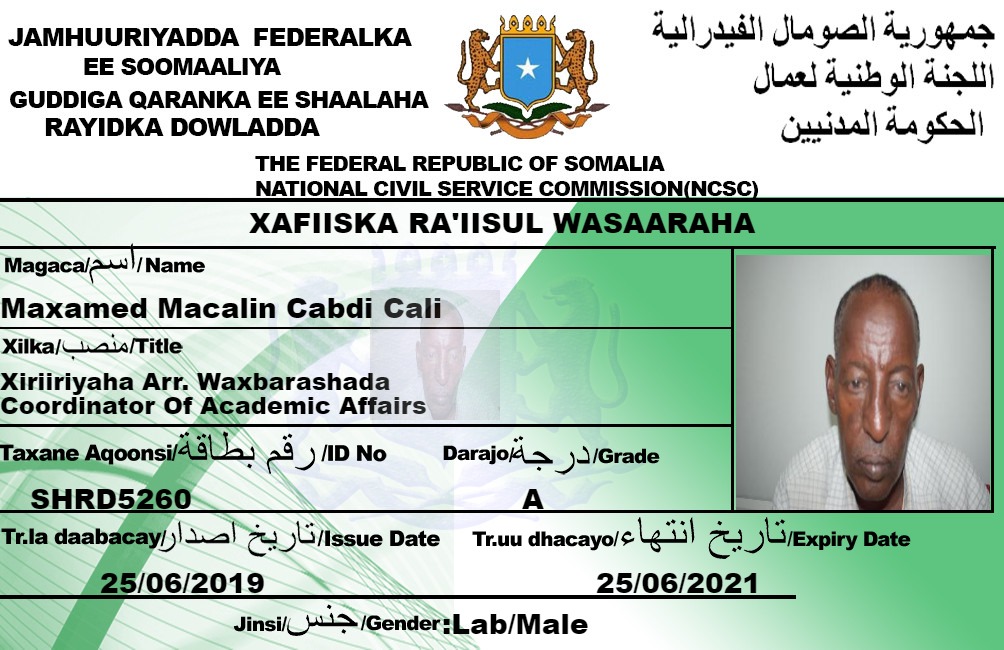 JAMHUURIYADDA FEDERALKA
EE SOOMAALIYA
GUDDIGA QARANKA EE SHAALAHA
RAYIDKA DOWLADDA
جمهورية الصومال الفيدرالية
اللجنة الوطنية لعمال
الحكومة المدنيين
THE FEDERAL REPUBLIC OF SOMALIA
NATIONAL CIVIL SERVICE COMMISSION(NCSC)
XAFIISKA RA'IISUL WASAARAHA
Magaca/اسم/Name
Maxamed Macalin Cabdi Cali
Xilka/منصب/Title
Xiriiriyaha Arr. Waxbarashada
Coordinator Of Academic Affairs
Taxane Aqoonsi/رقم بطاقة/ID No
SHRD5260
Darajo/درجة/Grade
A
Tr.la daabacay/تاريخ اصدار/Issue Date
25/06/2019
Tr.uu dhacayo/تاريخ انتهاء/Expiry Date
25/06/2021
Jinsi/جنس/Gender:Lab/Male